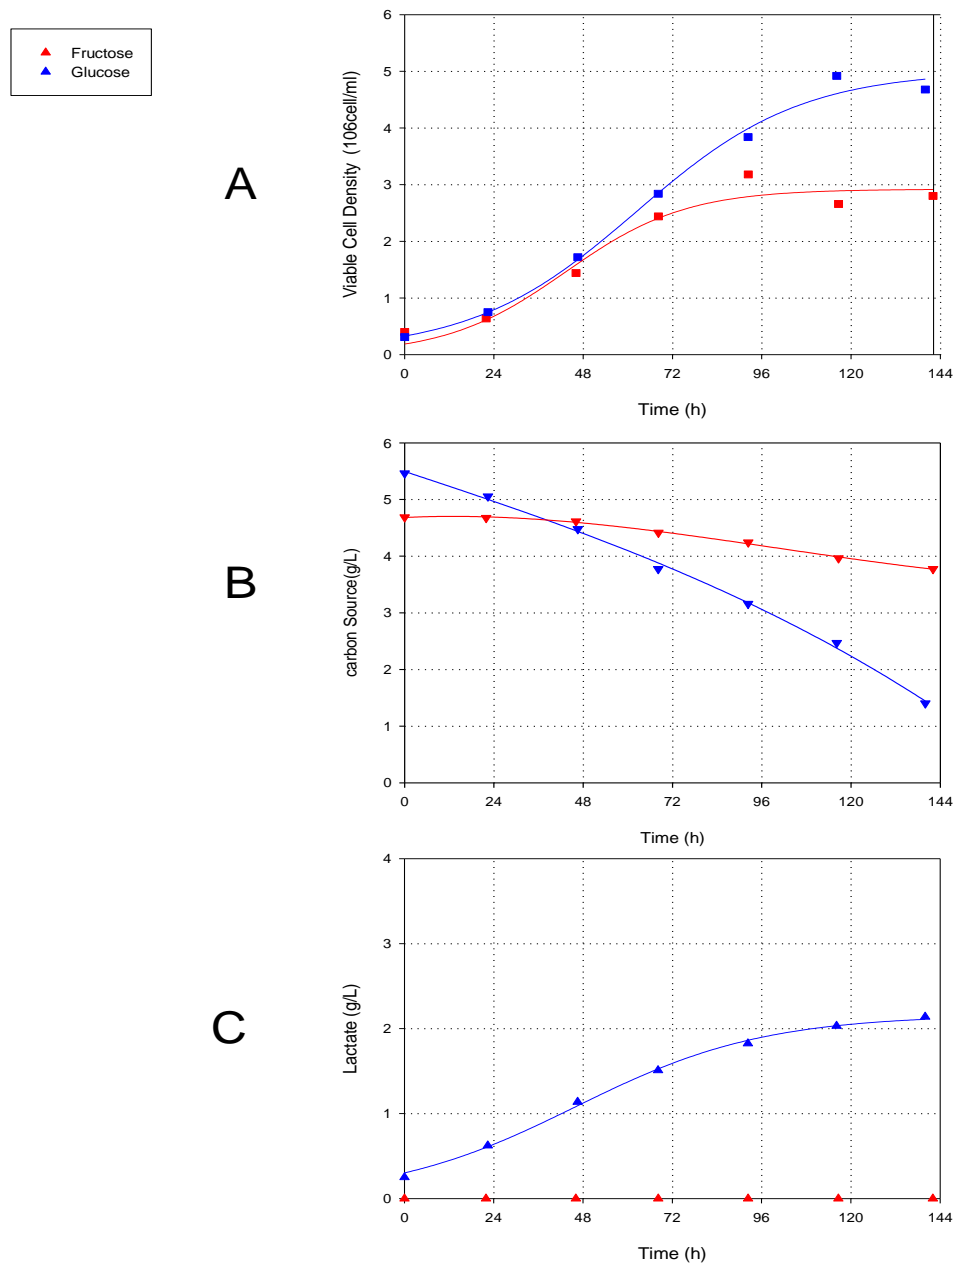 Fructose
Glucose
A
Viable Cell Density (106cell/ml)
6
5
4
3
2
1
0
0 24 48 72 96 120 144
Time (h)
B
carbon Source(g/L)
6
5
4
3
2
1
0
0 24 48 72 96 120 144
Time (h)
C
Lactate (g/L)
4
3
2
1
0
0 24 48 72 96 120 144
Time (h)